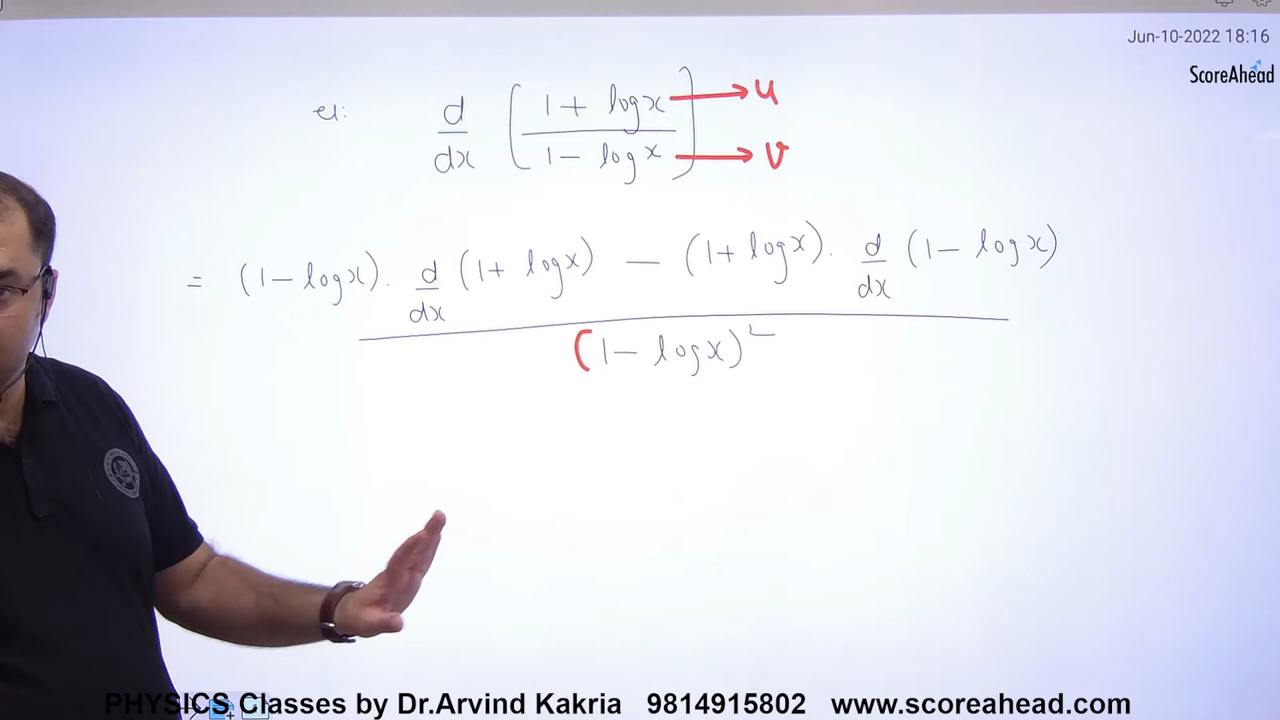 Jun-10-2022 18:16
ScoreAhead
d/dx (1 + log x / 1 - log x) → u → v
= (1 - log x) . d/dx (1 + log x) — (1 + log x) . d/dx (1 - log x)
(1 - log x)²
PHYSICS Classes by Dr.Arvind Kakria 9814915802 www.scoreahead.com